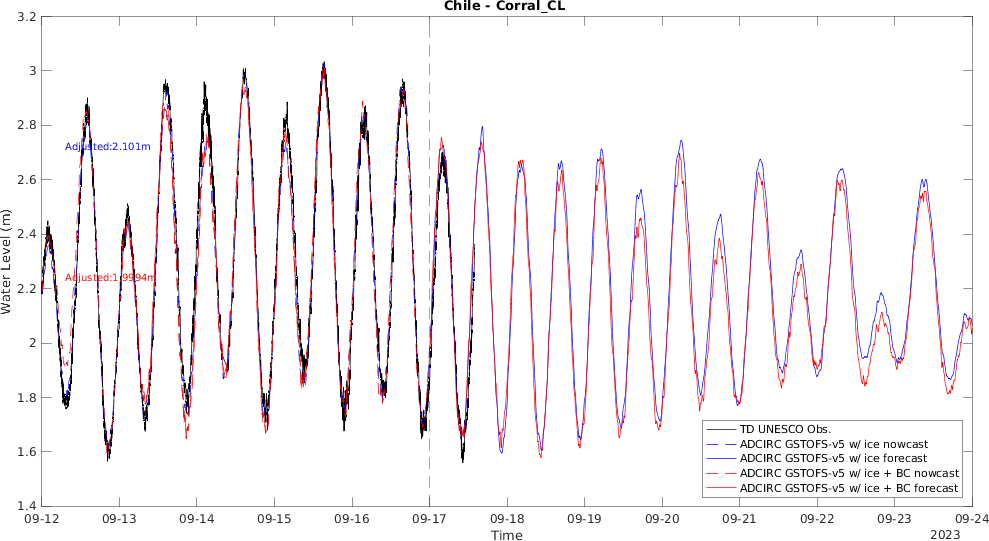 Chile - Corral_CL
3.2
3
2.8
2.6
2.4
2.2
2
1.8
1.6
1.4
Water Level (m)
Adjusted:2.101m
Adjusted:1.9994m
TD UNESCO Obs.
ADCIRC GSTOFS-v5 w/ ice nowcast
ADCIRC GSTOFS-v5 w/ ice forecast
ADCIRC GSTOFS-v5 w/ ice + BC nowcast
ADCIRC GSTOFS-v5 w/ ice + BC forecast
09-12 09-13 09-14 09-15 09-16 09-17 09-18 09-19 09-20 09-21 09-22 09-23 09-24
Time
2023